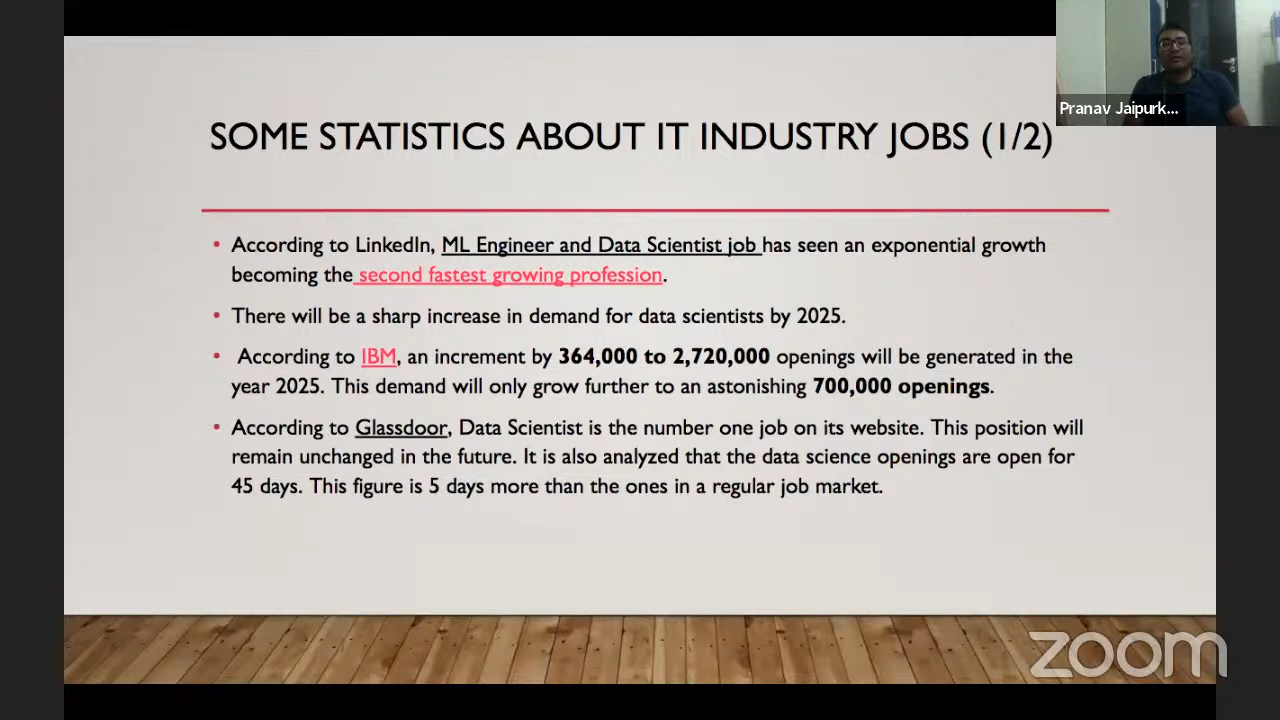 Pranav Jaipurk...
SOME STATISTICS ABOUT IT INDUSTRY JOBS (1/2)
• According to LinkedIn, ML Engineer and Data Scientist job has seen an exponential growth
becoming the second fastest growing profession.
• There will be a sharp increase in demand for data scientists by 2025.
• According to IBM, an increment by 364,000 to 2,720,000 openings will be generated in the
year 2025. This demand will only grow further to an astonishing 700,000 openings.
• According to Glassdoor, Data Scientist is the number one job on its website. This position will
remain unchanged in the future. It is also analyzed that the data science openings are open for
45 days. This figure is 5 days more than the ones in a regular job market.
zoom